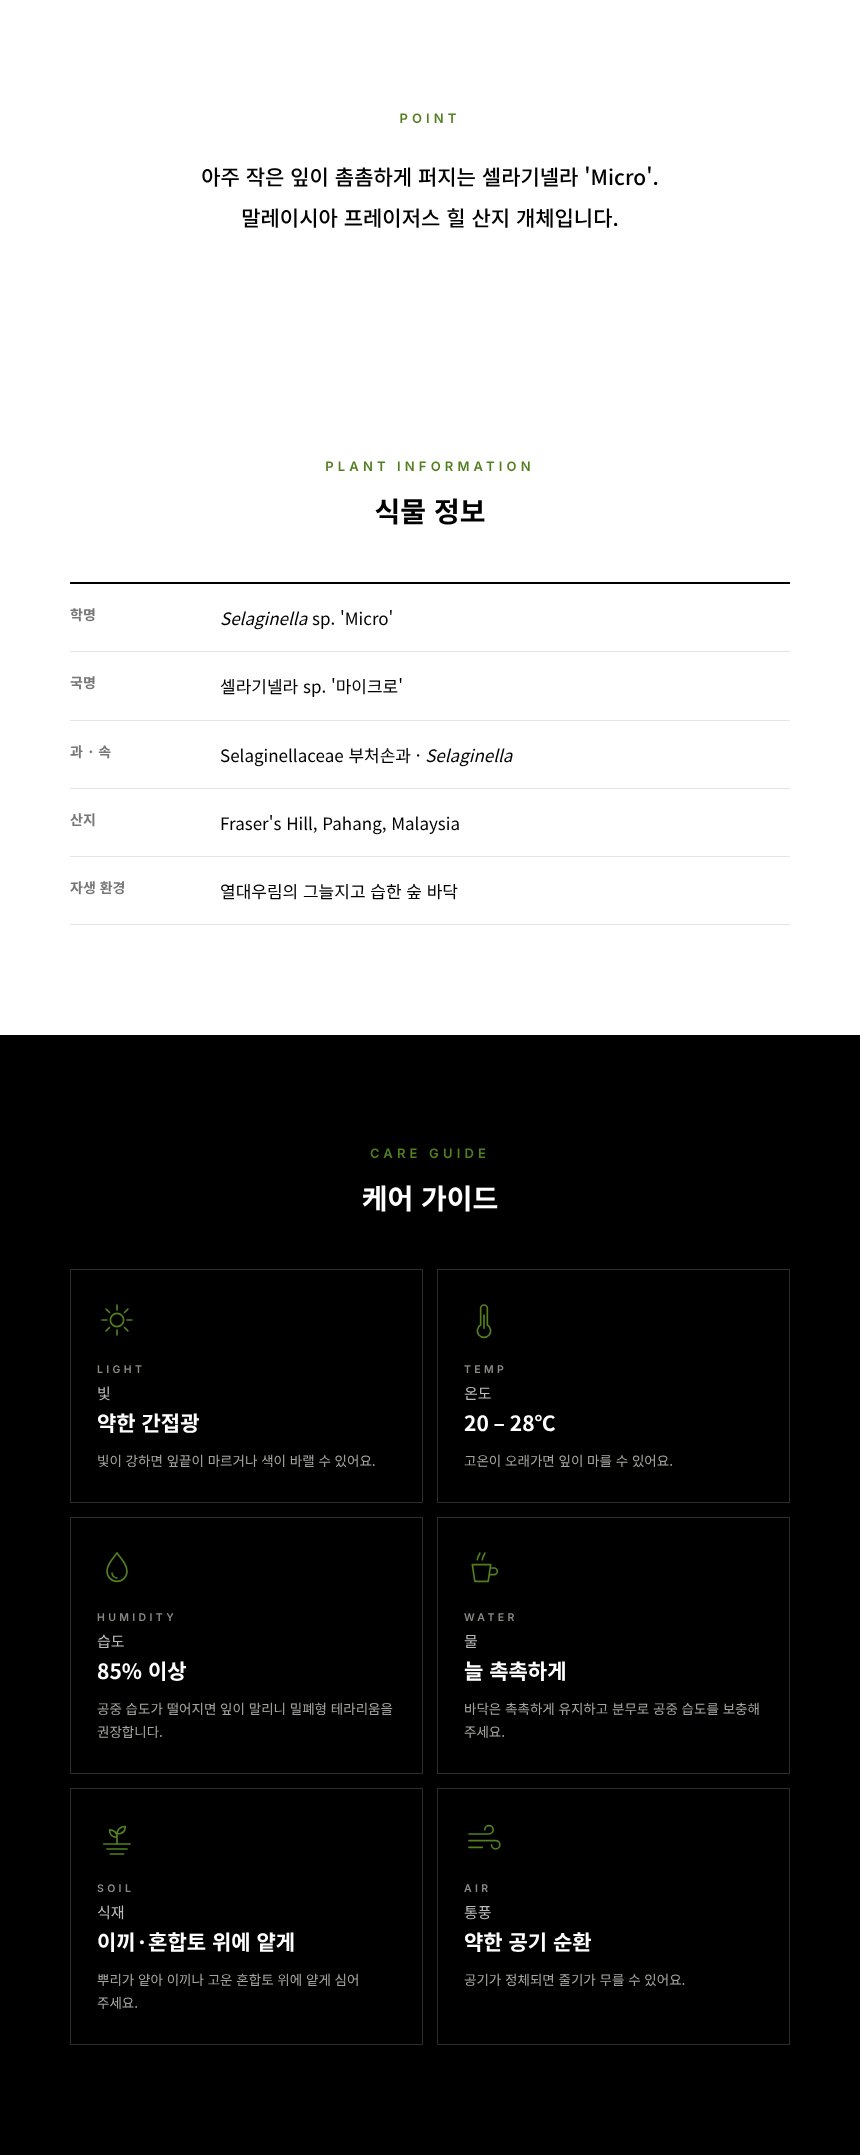 POINT
아주 작은 잎이 촘촘하게 퍼지는 셀라기넬라 'Micro'.
말레이시아 프레이저스 힐 산지 개체입니다.
PLANT INFORMATION
식물 정보
학명 Selaginella sp. 'Micro'
국명 셀라기넬라 sp. '마이크로'
과 · 속 Selaginellaceae 부처손과 · Selaginella
산지 Fraser's Hill, Pahang, Malaysia
자생 환경 열대우림의 그늘지고 습한 숲 바닥
CARE GUIDE
케어 가이드
LIGHT
빛
약한 간접광
빛이 강하면 잎끝이 마르거나 색이 바랠 수 있어요.
TEMP
온도
20 – 28℃
고온이 오래가면 잎이 마를 수 있어요.
HUMIDITY
습도
85% 이상
공중 습도가 떨어지면 잎이 말리니 밀폐형 테라리움을
권장합니다.
WATER
물
늘 촉촉하게
바닥은 촉촉하게 유지하고 분무로 공중 습도를 보충해
주세요.
SOIL
식재
이끼·혼합토 위에 얕게
뿌리가 얕아 이끼나 고운 혼합토 위에 얕게 심어
주세요.
AIR
통풍
약한 공기 순환
공기가 정체되면 줄기가 무를 수 있어요.